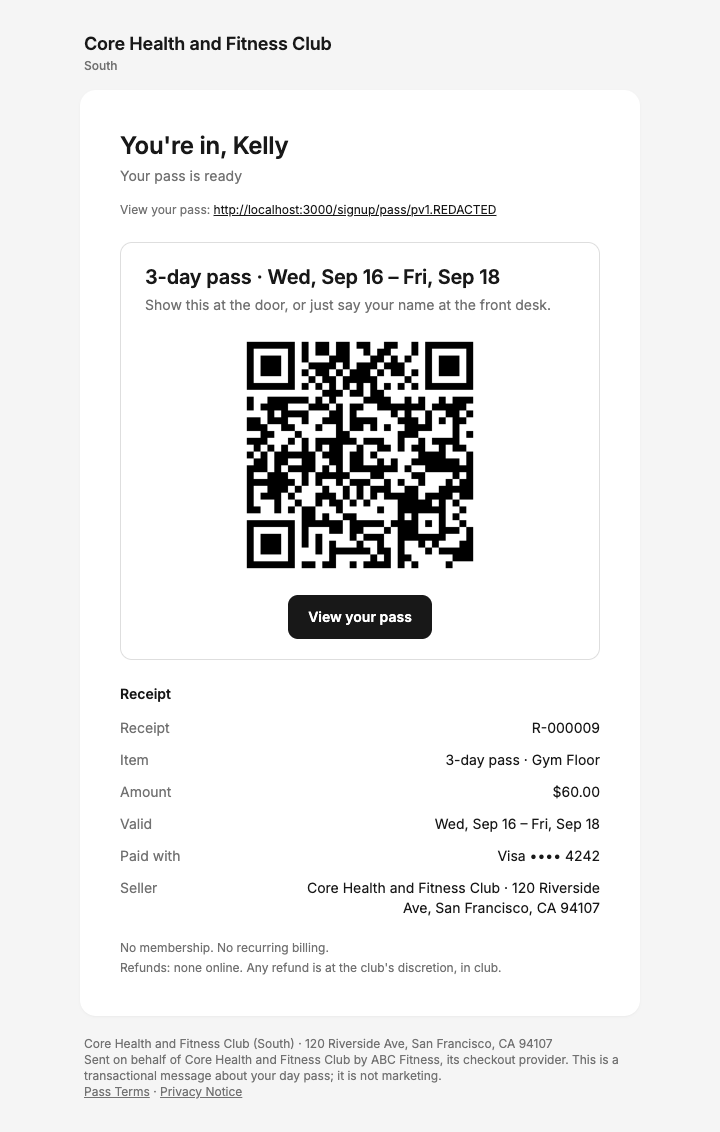 Core Health and Fitness Club
South
You're in, Kelly
Your pass is ready
View your pass: http://localhost:3000/signup/pass/pv1.REDACTED
3-day pass · Wed, Sep 16 – Fri, Sep 18
Show this at the door, or just say your name at the front desk.
View your pass
Receipt
Receipt R-000009
Item 3-day pass · Gym Floor
Amount $60.00
Valid Wed, Sep 16 – Fri, Sep 18
Paid with Visa •••• 4242
Seller Core Health and Fitness Club · 120 Riverside
Ave, San Francisco, CA 94107
No membership. No recurring billing.
Refunds: none online. Any refund is at the club's discretion, in club.
Core Health and Fitness Club (South) · 120 Riverside Ave, San Francisco, CA 94107
Sent on behalf of Core Health and Fitness Club by ABC Fitness, its checkout provider. This is a
transactional message about your day pass; it is not marketing.
Pass Terms · Privacy Notice